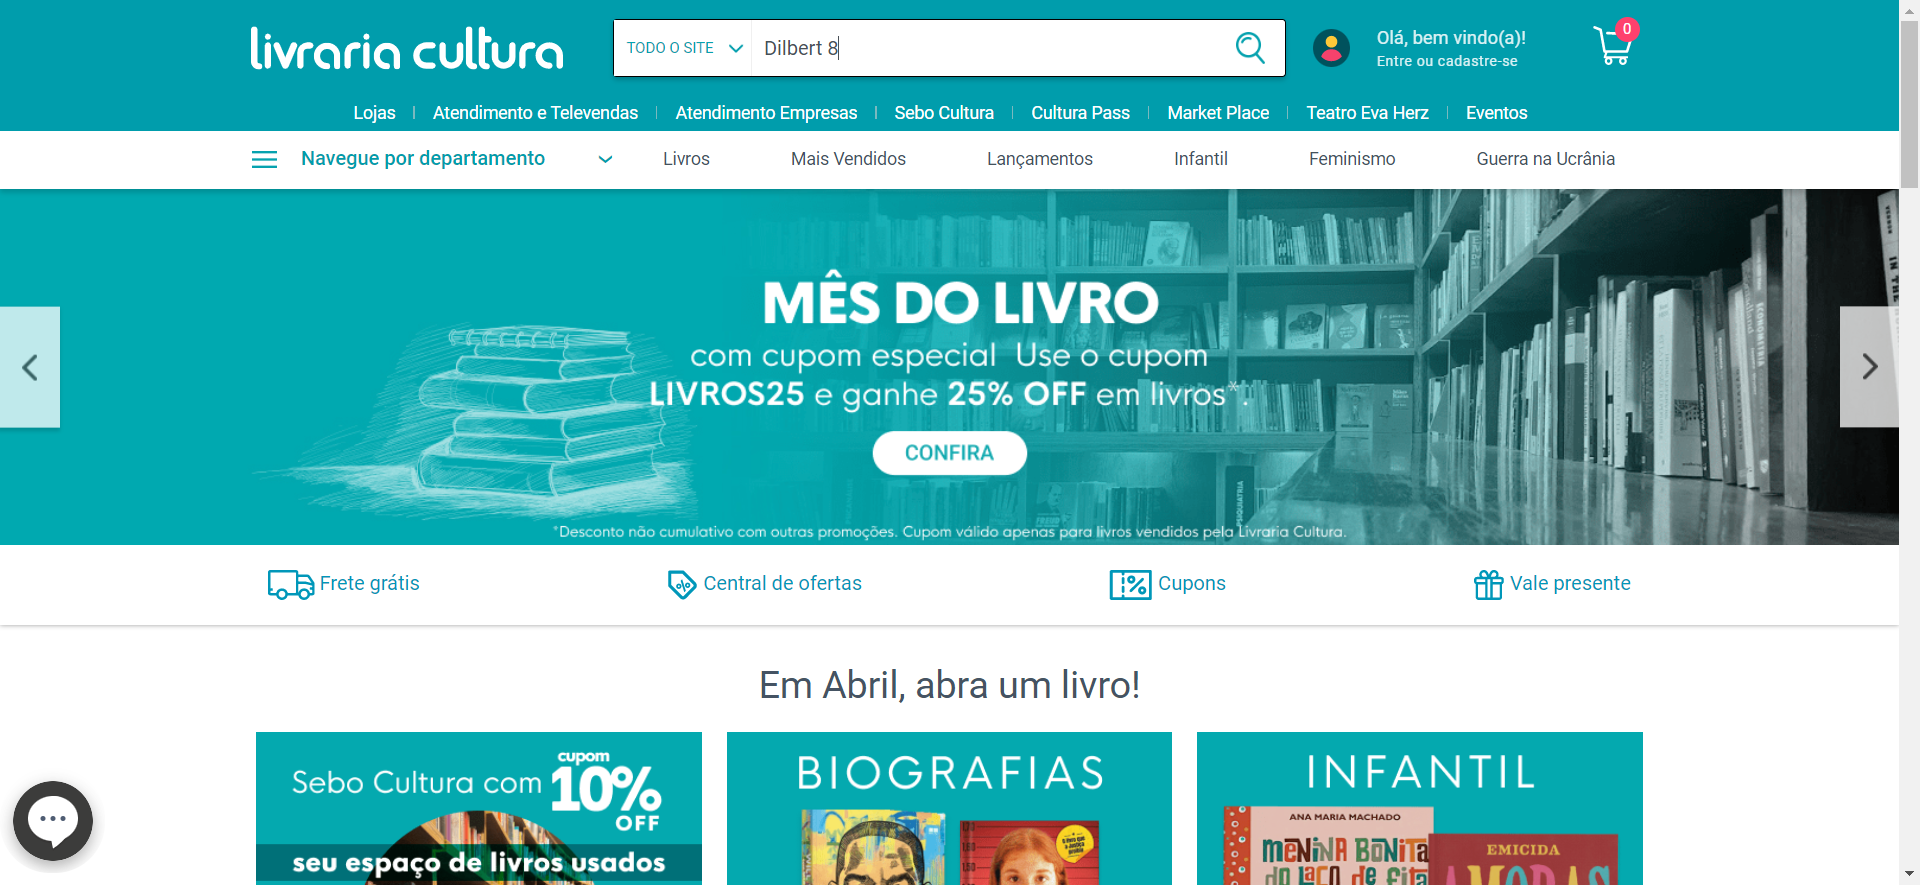 livraria cultura
TODO O SITE
Dilbert 8
Olá, bem vindo(a)!
Entre ou cadastre-se
0
Lojas
Atendimento e Televendas
Atendimento Empresas
Sebo Cultura
Cultura Pass
Market Place
Teatro Eva Herz
Eventos
Navegue por departamento
Livros
Mais Vendidos
Lançamentos
Infantil
Feminismo
Guerra na Ucrânia
MÊS DO LIVRO
com cupom especial Use o cupom
LIVROS25 e ganhe 25% OFF em livros*.
CONFIRA
PSIQUIATRIA
*Desconto não cumulativo com outras promoções. Cupom válido apenas para livros vendidos pela Livraria Cultura.
Frete grátis
Central de ofertas
Cupons
Vale presente
Em Abril, abra um livro!
Sebo Cultura com
cupom
10%
OFF
seu espaço de livros usados
BIOGRAFIAS
INFANTIL
ANA MARIA MACHADO
MENINA BONITA
do LAÇO de FITA
EMICIDA
AMORAS